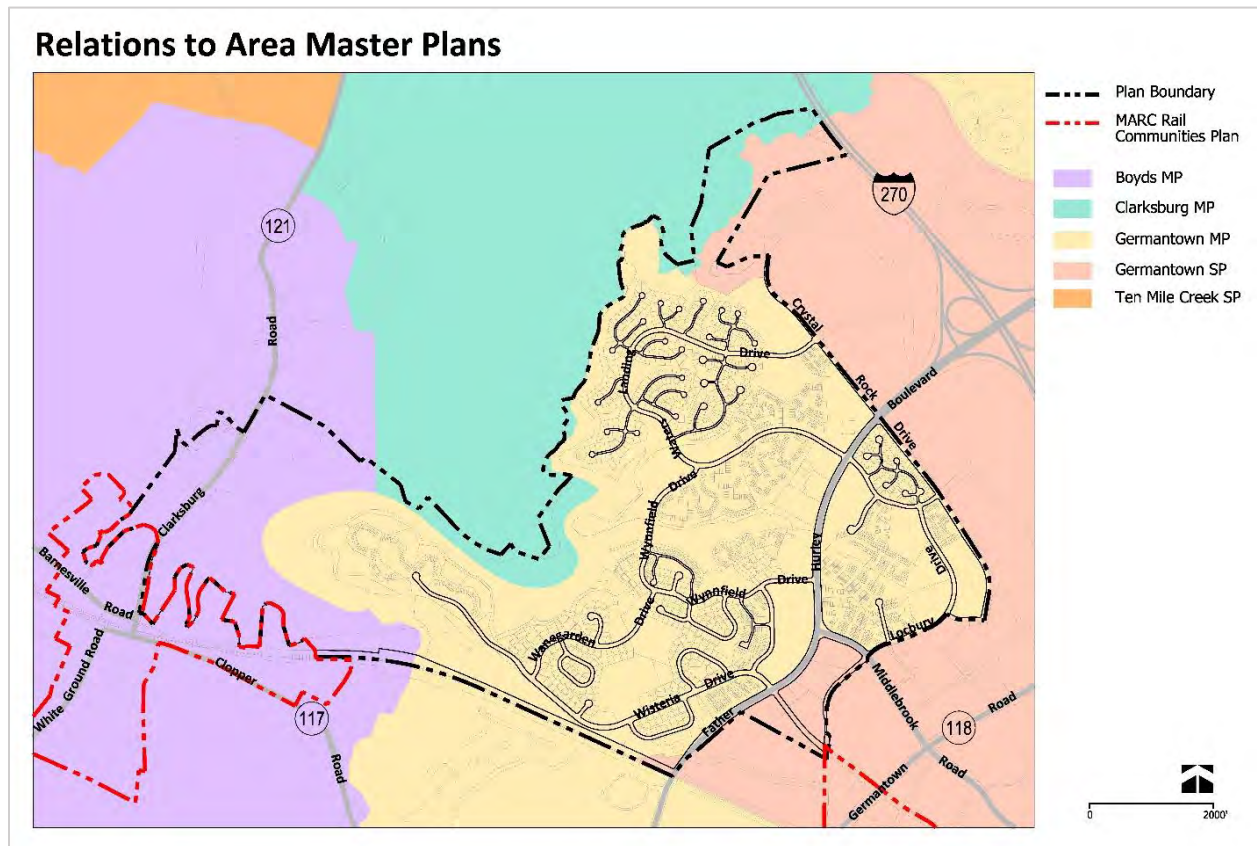 Relations to Area Master Plans
Plan Boundary
MARC Rail
Communities Plan
Boyds MP
Clarksburg MP
Germantown MP
Germantown SP
Ten Mile Creek SP
270
121
Road
Crystal
Rock
Drive
Boulevard
Drive
Landing
Waters
Drive
Wynnfield
Hurley
Drive
Clarksburg
Barnesville
Road
Wynnfield
Drive
Drive
Wanegarden
Locbury
White Ground Road
Clopper
117
Road
Wisteria
Drive
Father
Middlebrook
Road
118
Road
Germantown
0
2000'